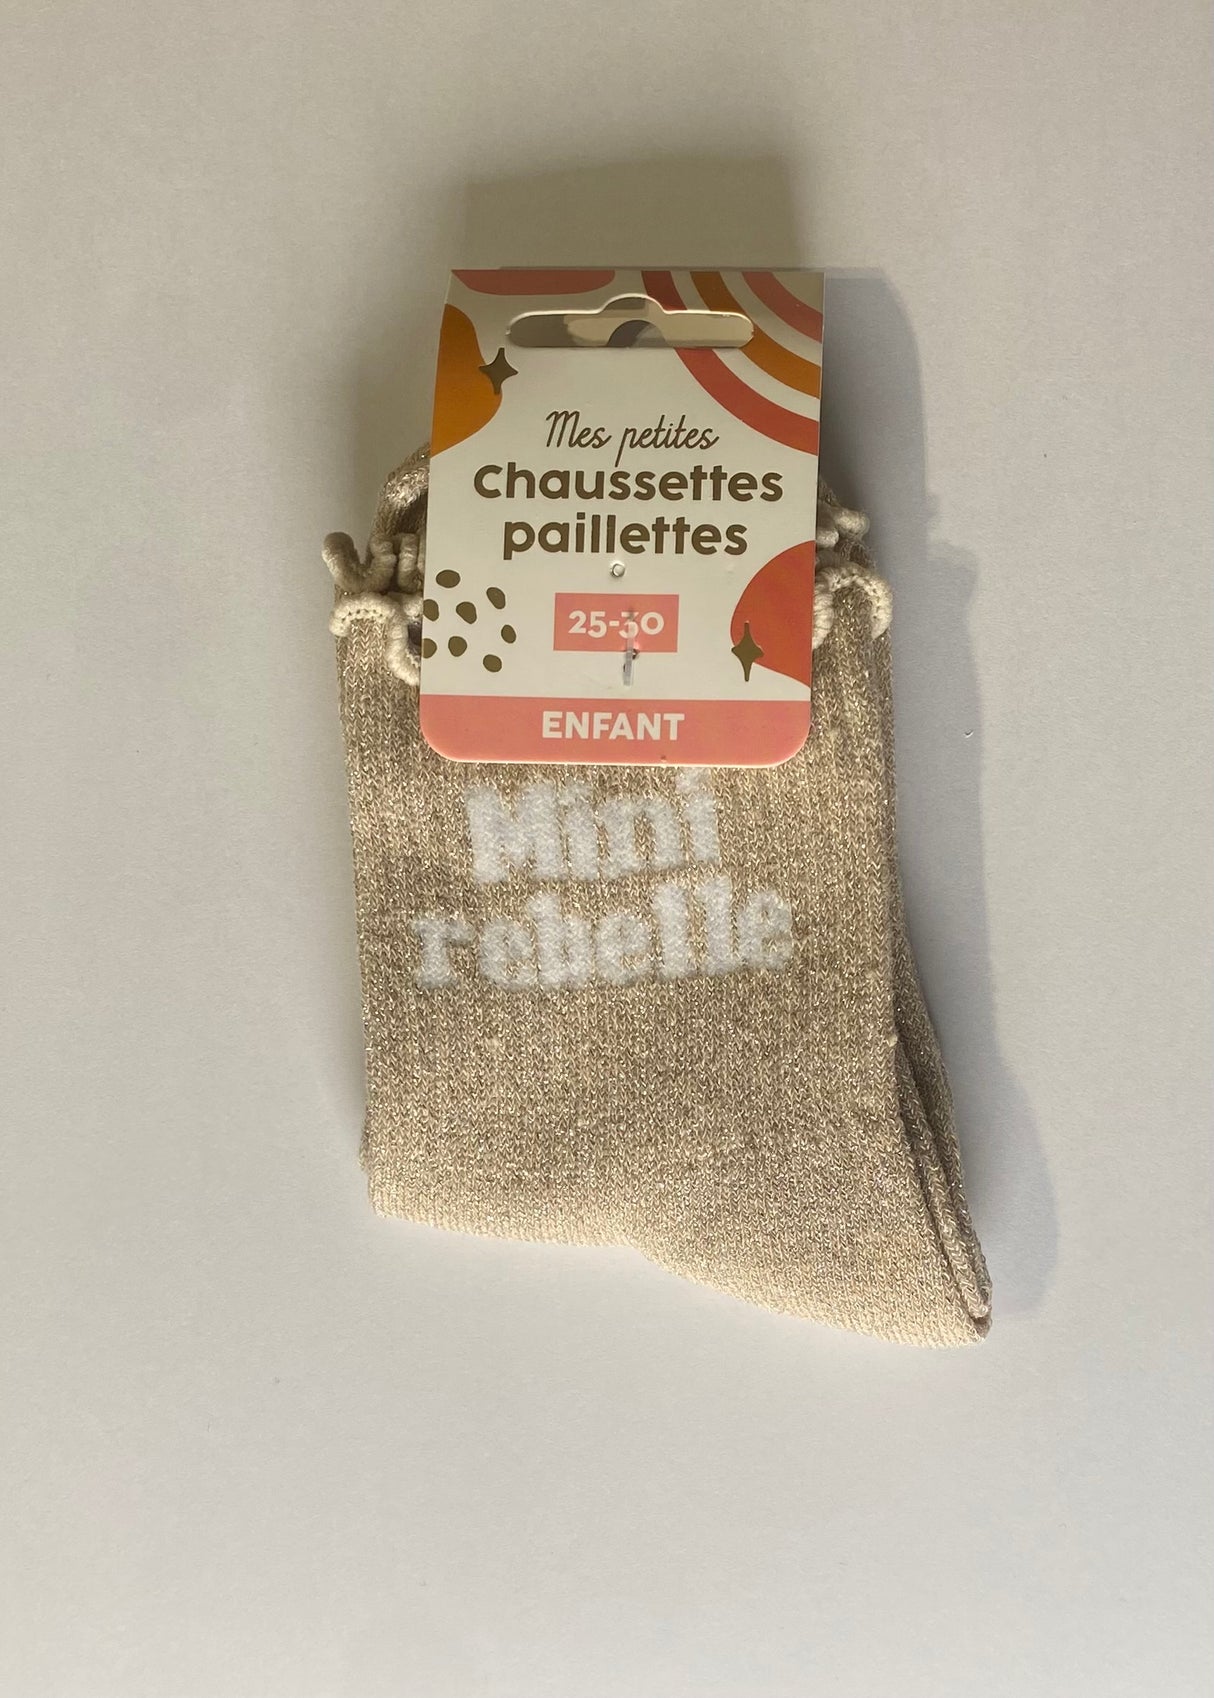 Mes petites
chaussettes
paillettes
25-30
ENFANT
Mini
rebelle